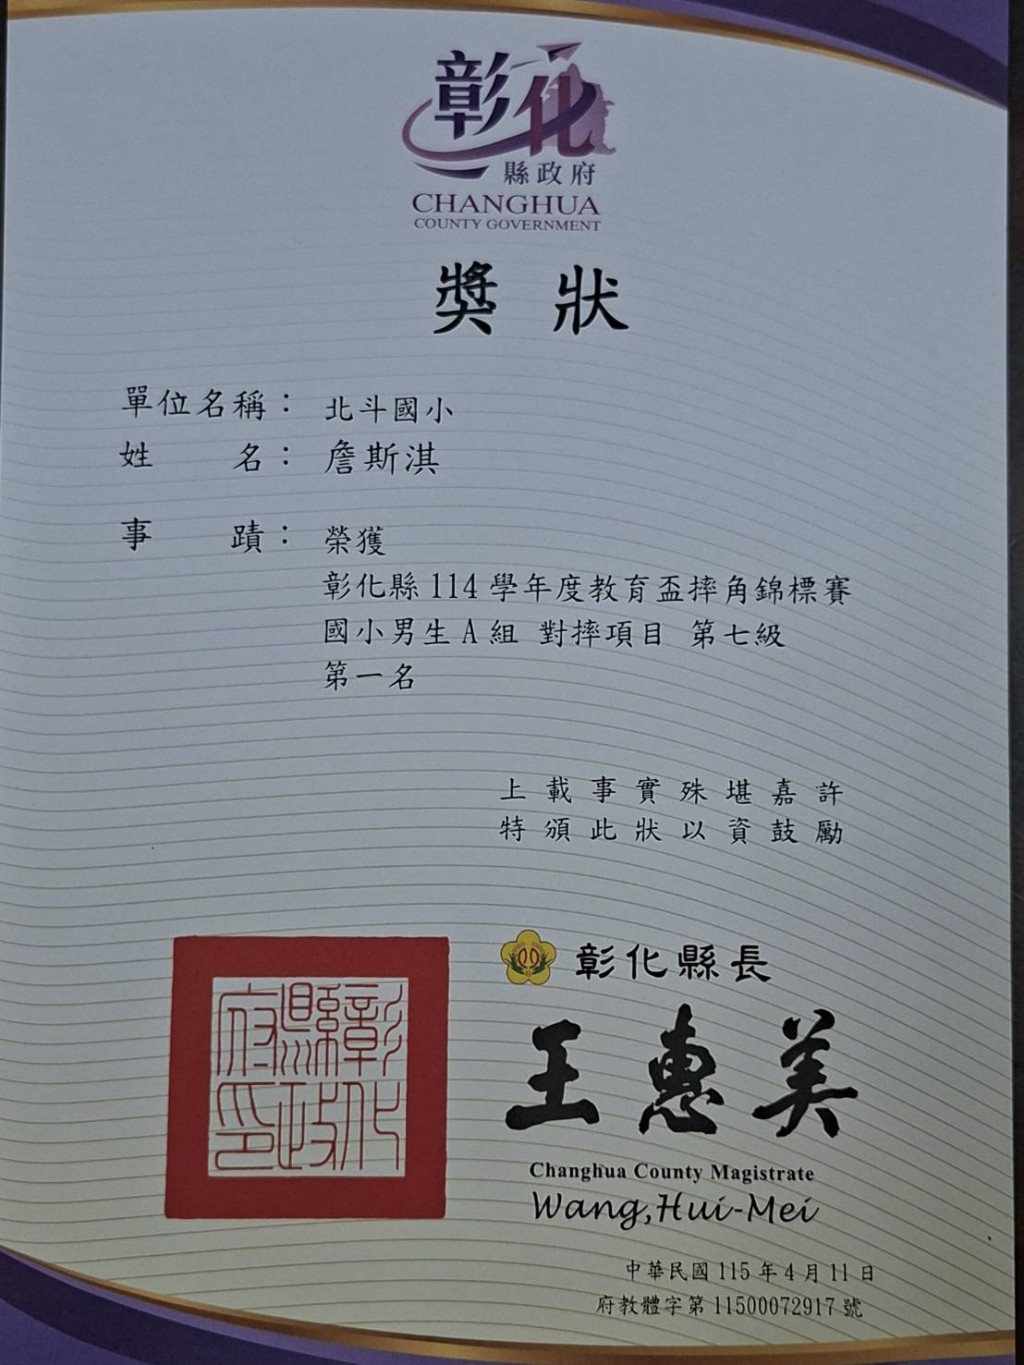 彰化
縣政府
CHANGHUA
COUNTY GOVERNMENT
獎狀
單位名稱：北斗國小
姓名：詹斯淇
事蹟：榮獲
彰化縣114學年度教育盃摔角錦標賽
國小男生A組 對摔項目 第七級
第一名
上載事實殊堪嘉許
特頒此狀以資鼓勵
彰化縣政府印
彰化縣長
王惠美
Changhua County Magistrate
Wang,Hui-Mei
中華民國115年4月11日
府教體字第11500072917號